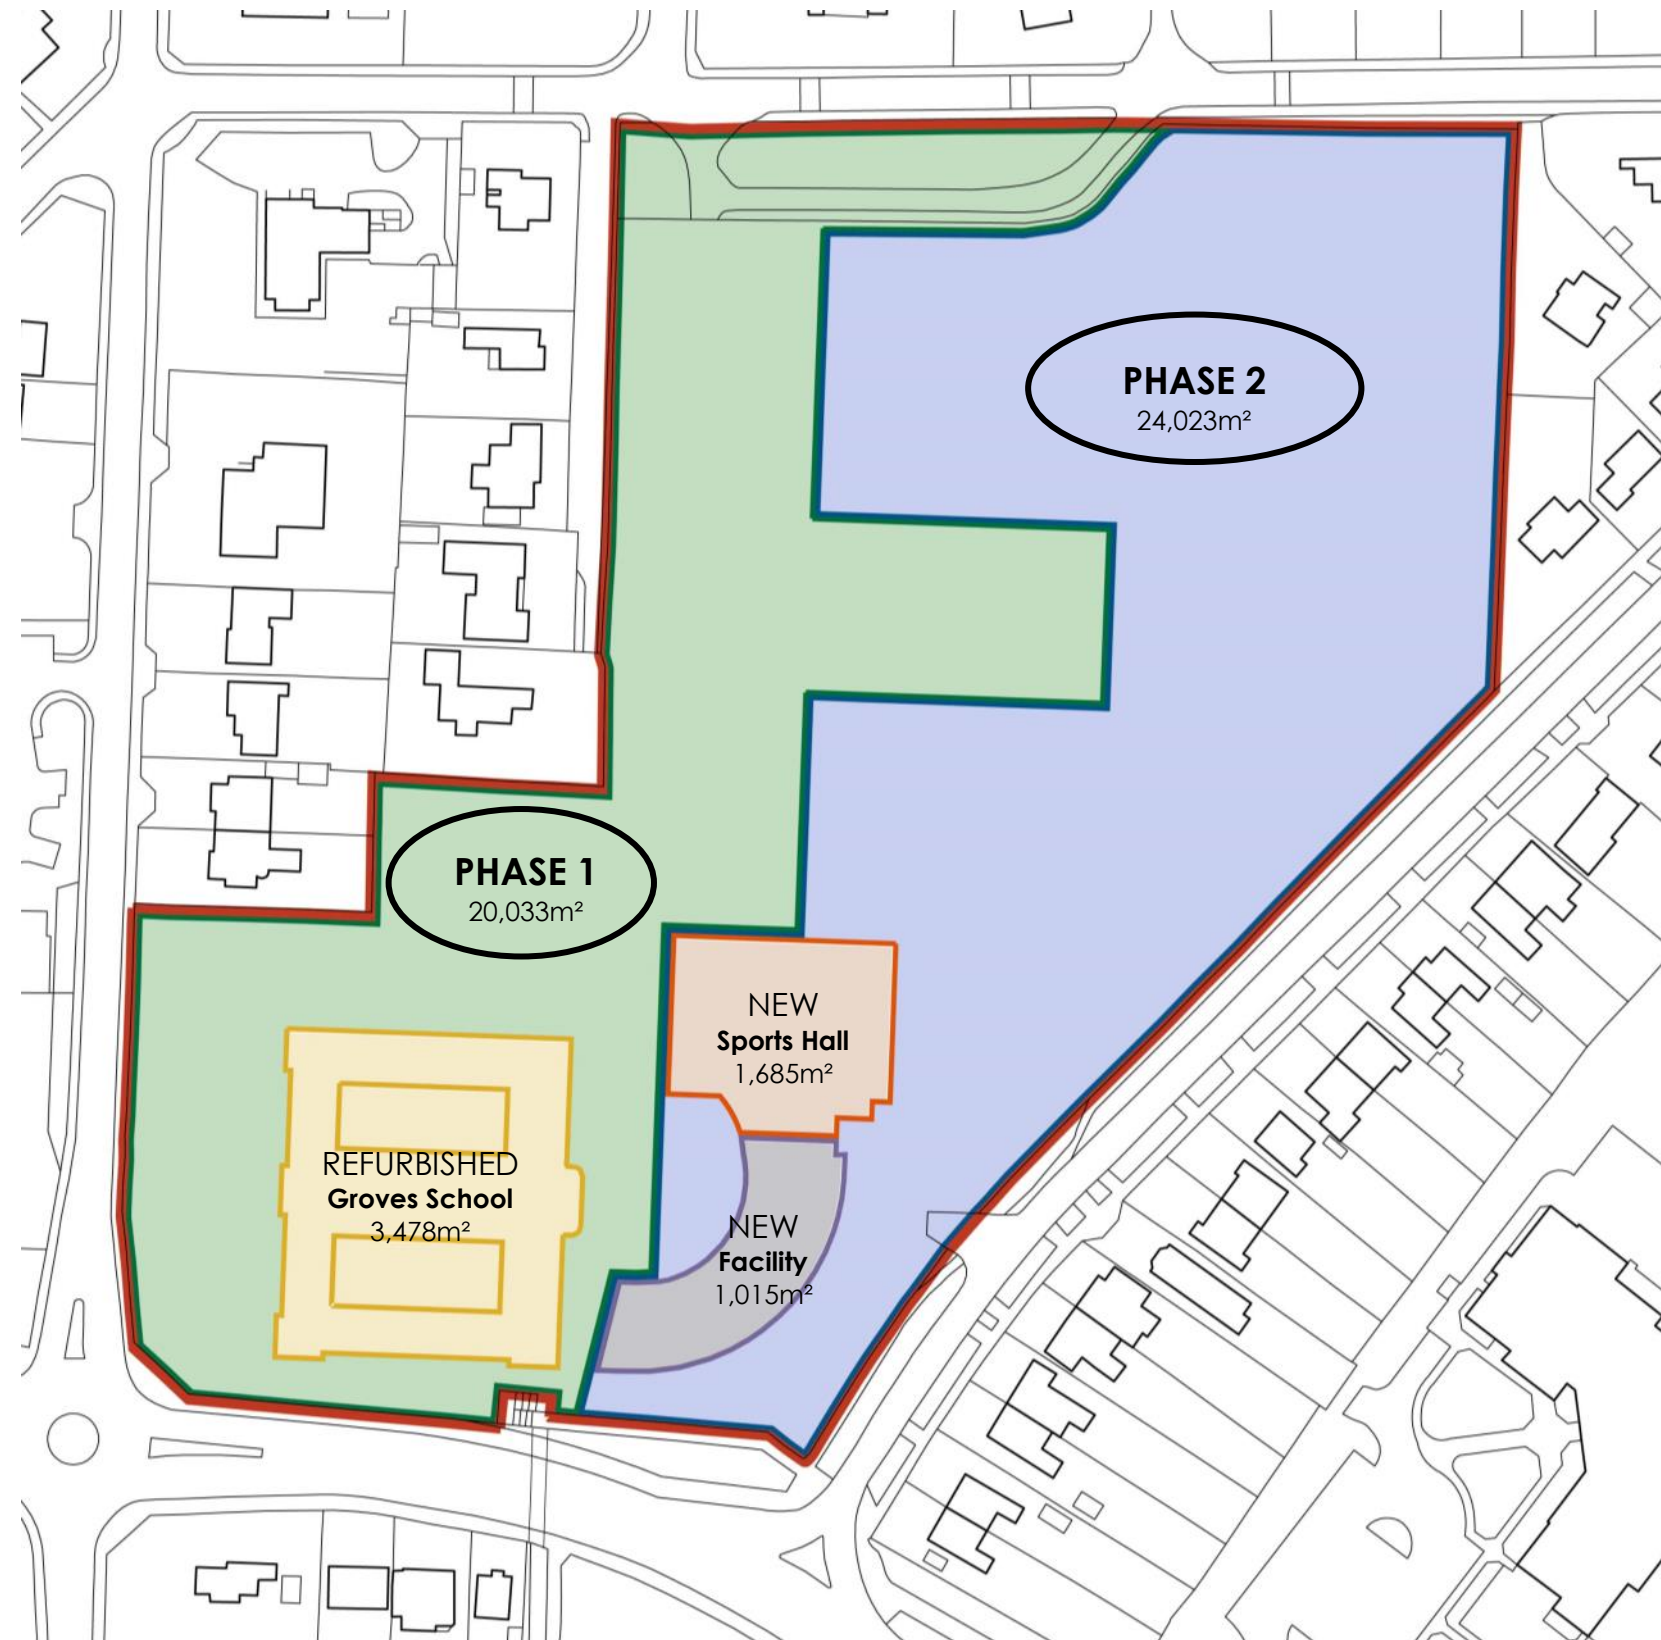 PHASE 2
24,023m²
PHASE 1
20,033m²
NEW
Sports Hall
1,685m²
REFURBISHED
Groves School
3,478m²
NEW
Facility
1,015m²